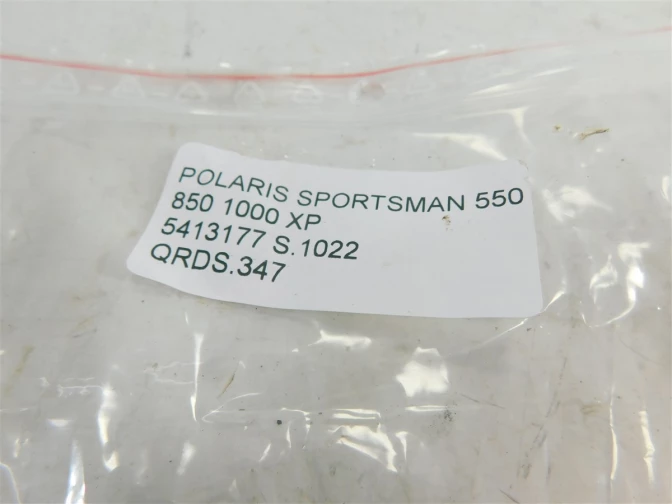 POLARIS SPORTSMAN 550
850 1000 XP
5413177 S.1022
QRDS.347